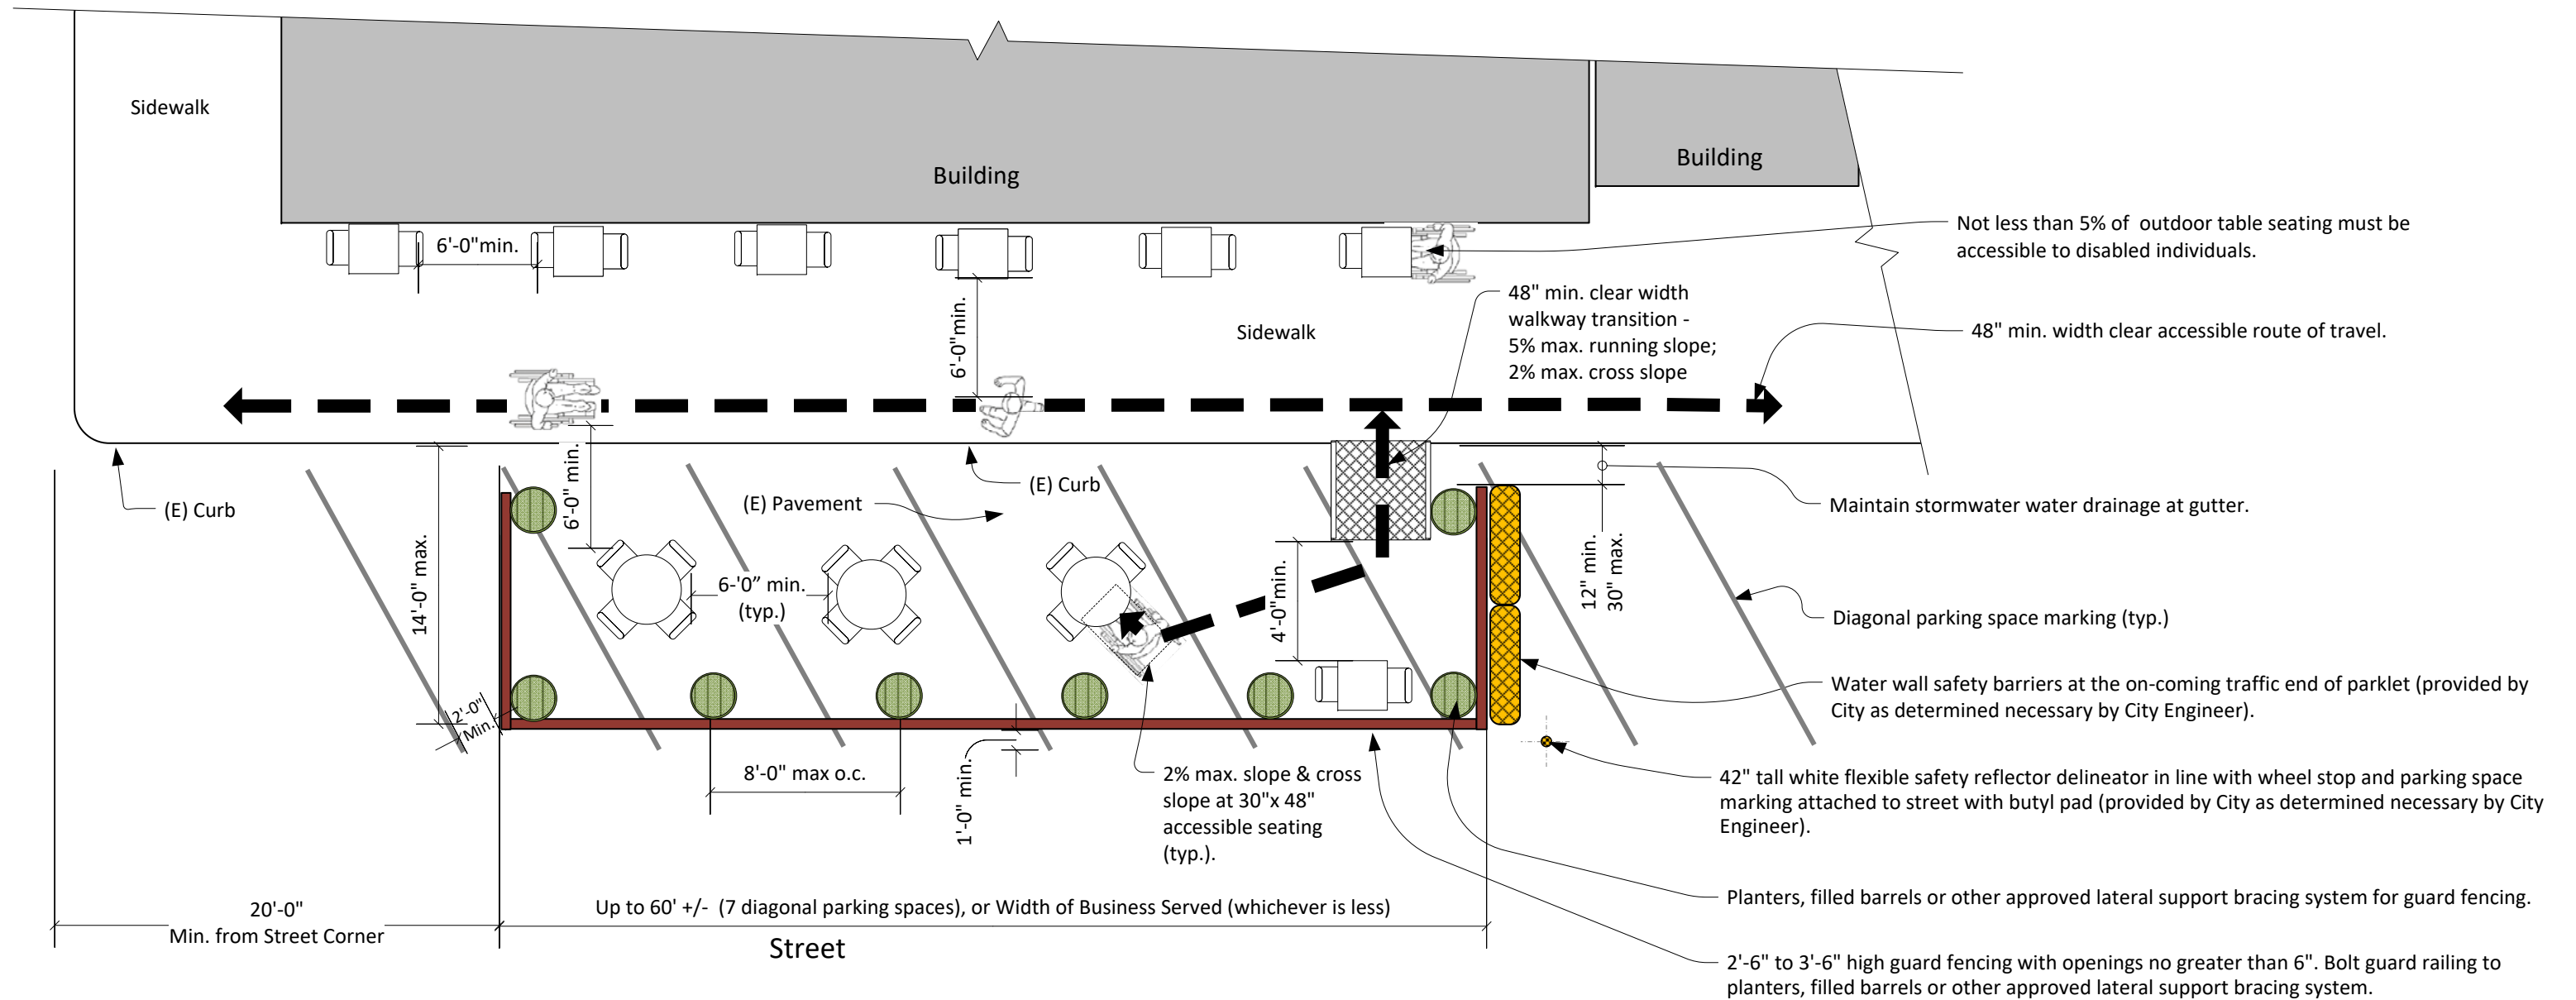 Sidewalk
Building
Building
6'-0"min.
Not less than 5% of outdoor table seating must be
accessible to disabled individuals.
48" min. clear width
walkway transition -
5% max. running slope;
2% max. cross slope
6'-0"min.
Sidewalk
48" min. width clear accessible route of travel.
(E) Curb
14'-0" max.
6'-0" min.
(E) Pavement
(E) Curb
Maintain stormwater water drainage at gutter.
12" min.
30" max.
6-'0” min.
(typ.)
4'-0"min.
Diagonal parking space marking (typ.)
2'-0"
Min.
Water wall safety barriers at the on-coming traffic end of parklet (provided by
City as determined necessary by City Engineer).
8'-0" max o.c.
1'-0" min.
2% max. slope & cross
slope at 30"x 48"
accessible seating
(typ.).
42" tall white flexible safety reflector delineator in line with wheel stop and parking space
marking attached to street with butyl pad (provided by City as determined necessary by City
Engineer).
Planters, filled barrels or other approved lateral support bracing system for guard fencing.
20'-0"
Min. from Street Corner
Up to 60' +/- (7 diagonal parking spaces), or Width of Business Served (whichever is less)
Street
2'-6" to 3'-6" high guard fencing with openings no greater than 6". Bolt guard railing to
planters, filled barrels or other approved lateral support bracing system.